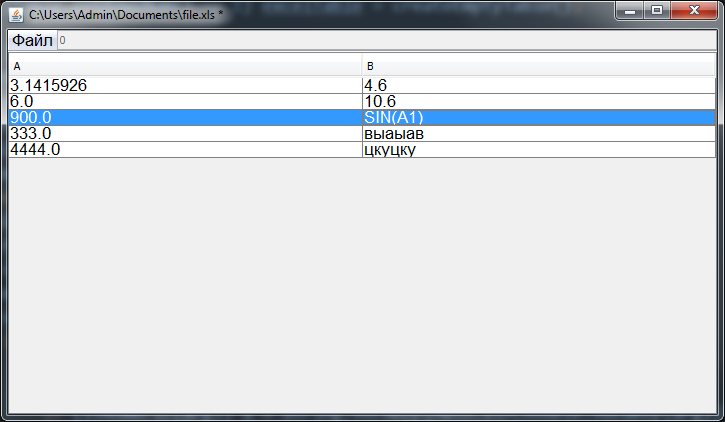 C:\Users\Admin\Documents\file.xls *
Файл 0
A B
3.1415926 4.6
6.0 10.6
900.0 SIN(A1)
333.0 выаыав
4444.0 цкуцку